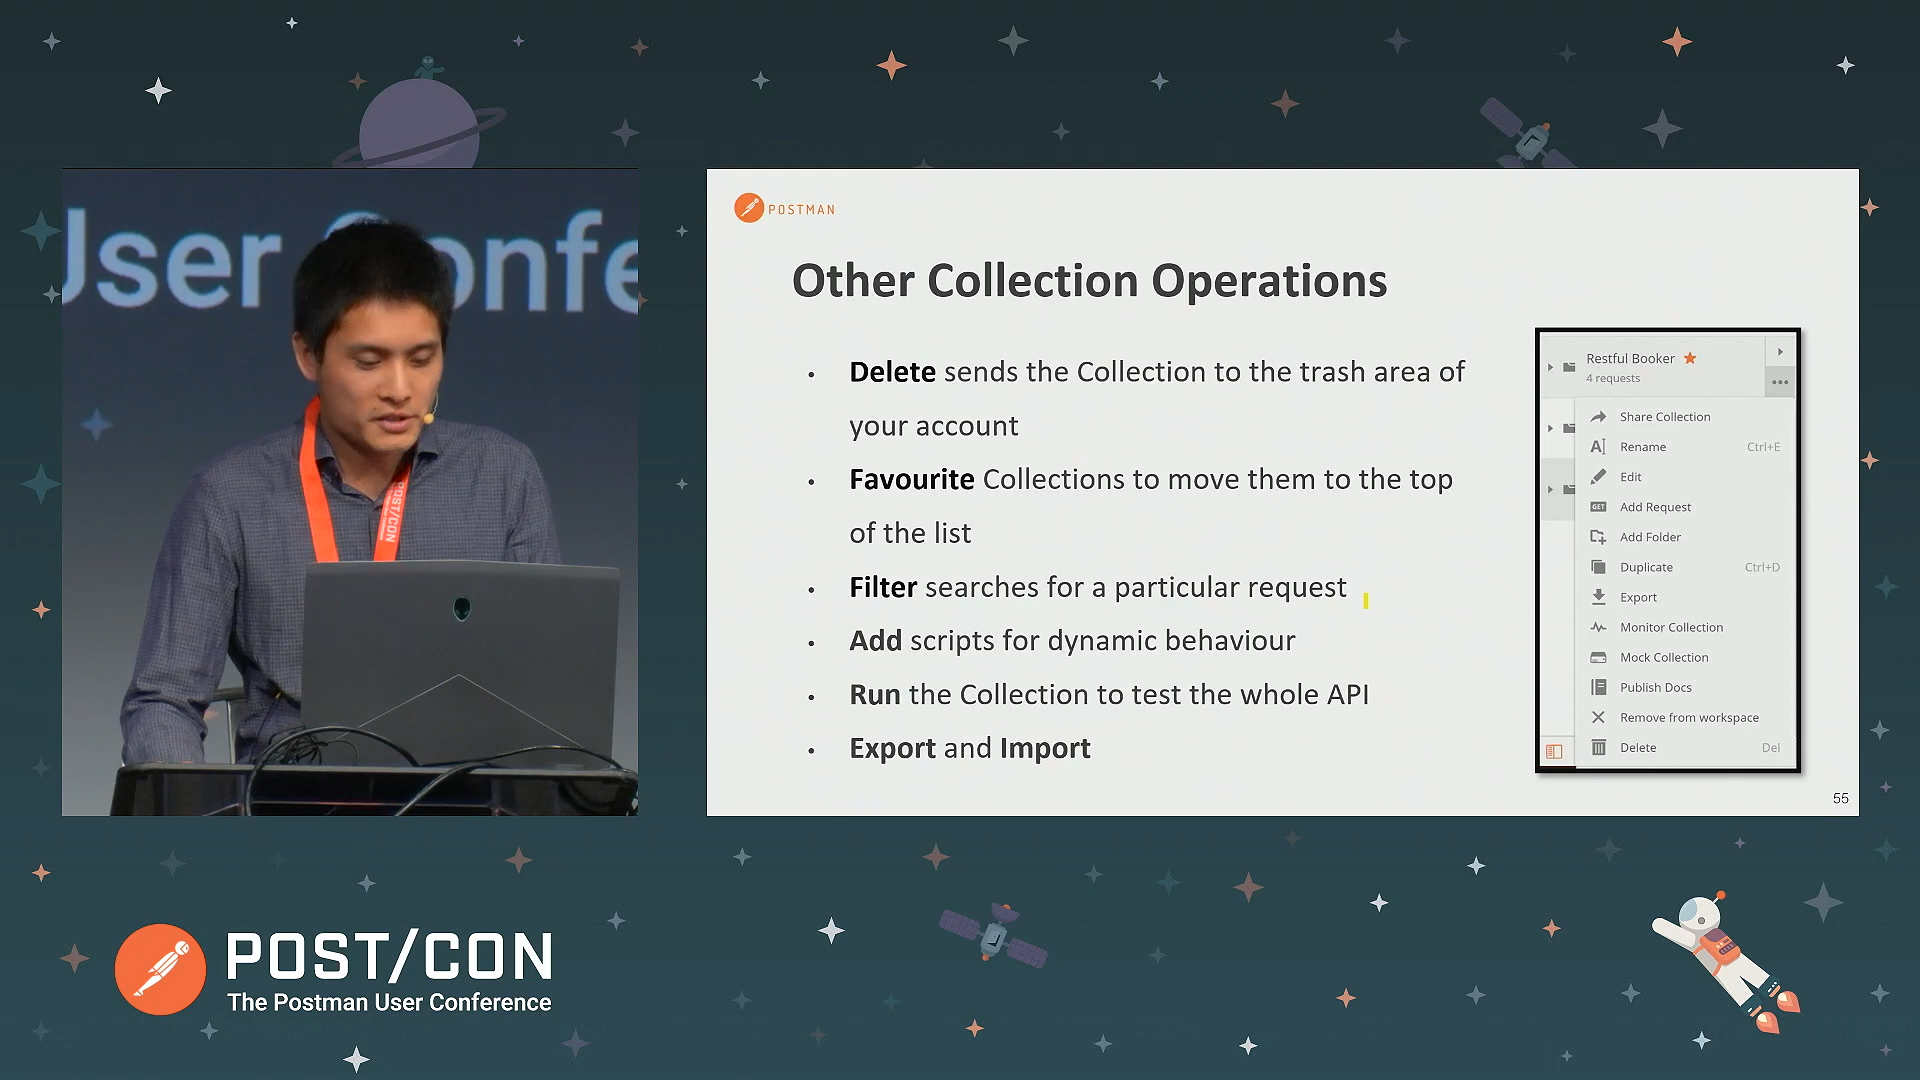 User Confe
POST/CON
POSTMAN
Other Collection Operations
• Delete sends the Collection to the trash area of
your account
• Favourite Collections to move them to the top
of the list
• Filter searches for a particular request
• Add scripts for dynamic behaviour
• Run the Collection to test the whole API
• Export and Import
Restful Booker
4 requests
Share Collection
Rename Ctrl+E
Edit
GET Add Request
Add Folder
Duplicate Ctrl+D
Export
Monitor Collection
Mock Collection
Publish Docs
Remove from workspace
Delete Del
55
POST/CON
The Postman User Conference